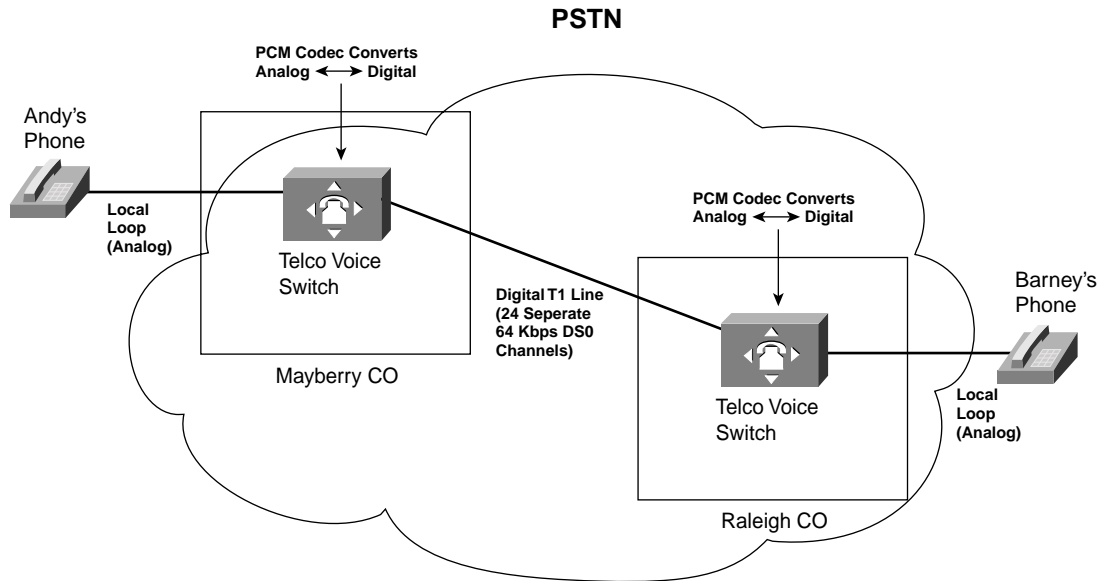 PSTN
PCM Codec Converts
Analog ↔ Digital
Andy's
Phone
Local
Loop
(Analog)
Telco Voice
Switch
Mayberry CO
Digital T1 Line
(24 Seperate
64 Kbps DS0
Channels)
PCM Codec Converts
Analog ↔ Digital
Telco Voice
Switch
Raleigh CO
Barney's
Phone
Local
Loop
(Analog)